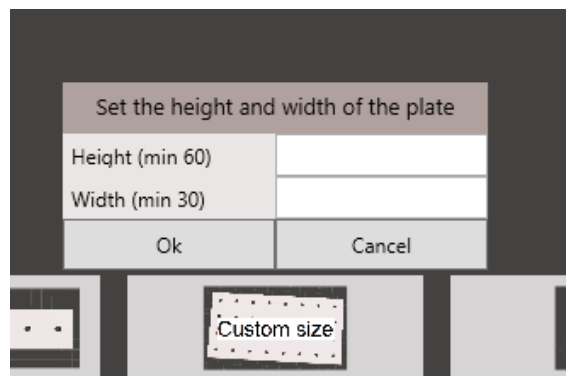 Set the height and width of the plate
Height (min 60)
Width (min 30)
Ok
Cancel
Custom size